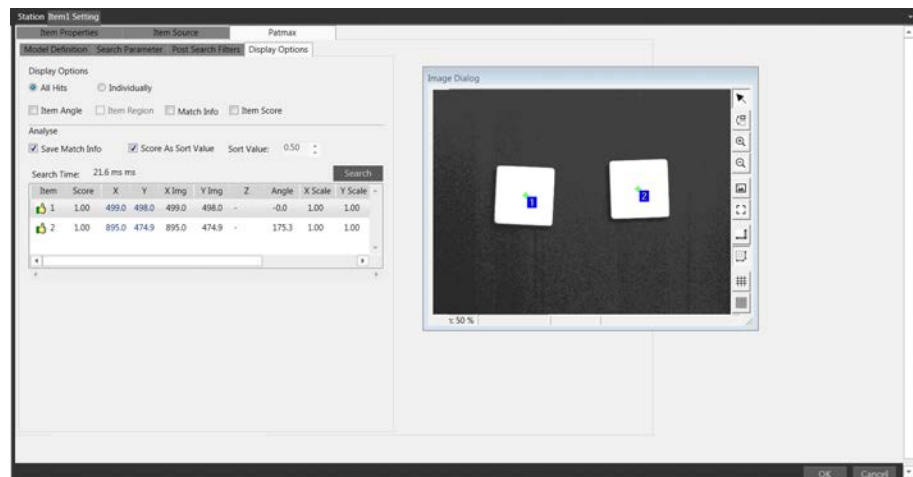 Station Item1 Setting
Item Properties Item Source Patmax
Model Definition Search Parameter Post Search Filters Display Options
Display Options
All Hits Individually
Item Angle Item Region Match Info Item Score
Analyse
Save Match Info Score As Sort Value Sort Value: 0.50
Search Time: 21.6 ms ms Search
Item Score X Y X Img Y Img Z Angle X Scale Y Scale
1 1.00 499.0 498.0 499.0 498.0 - -0.0 1.00 1.00
2 1.00 895.0 474.9 895.0 474.9 - 175.3 1.00 1.00
Image Dialog
1
2
50 %
OK Cancel